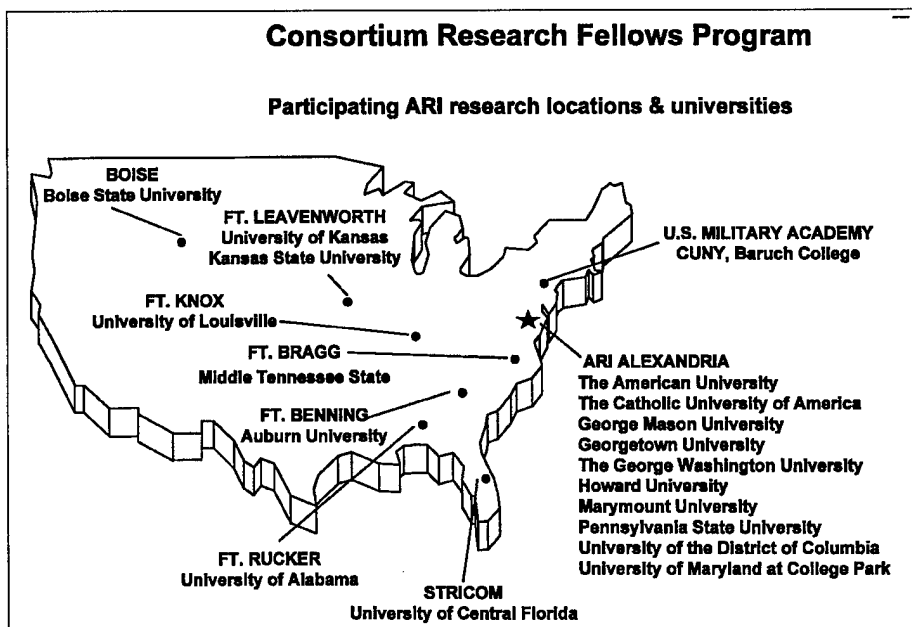 Consortium Research Fellows Program
Participating ARI research locations & universities
BOISE
Boise State University
FT. LEAVENWORTH
University of Kansas
Kansas State University
U.S. MILITARY ACADEMY
CUNY, Baruch College
FT. KNOX
University of Louisville
FT. BRAGG
Middle Tennessee State
FT. BENNING
Auburn University
ARI ALEXANDRIA
The American University
The Catholic University of America
George Mason University
Georgetown University
The George Washington University
Howard University
Marymount University
Pennsylvania State University
University of the District of Columbia
University of Maryland at College Park
FT. RUCKER
University of Alabama
STRICOM
University of Central Florida